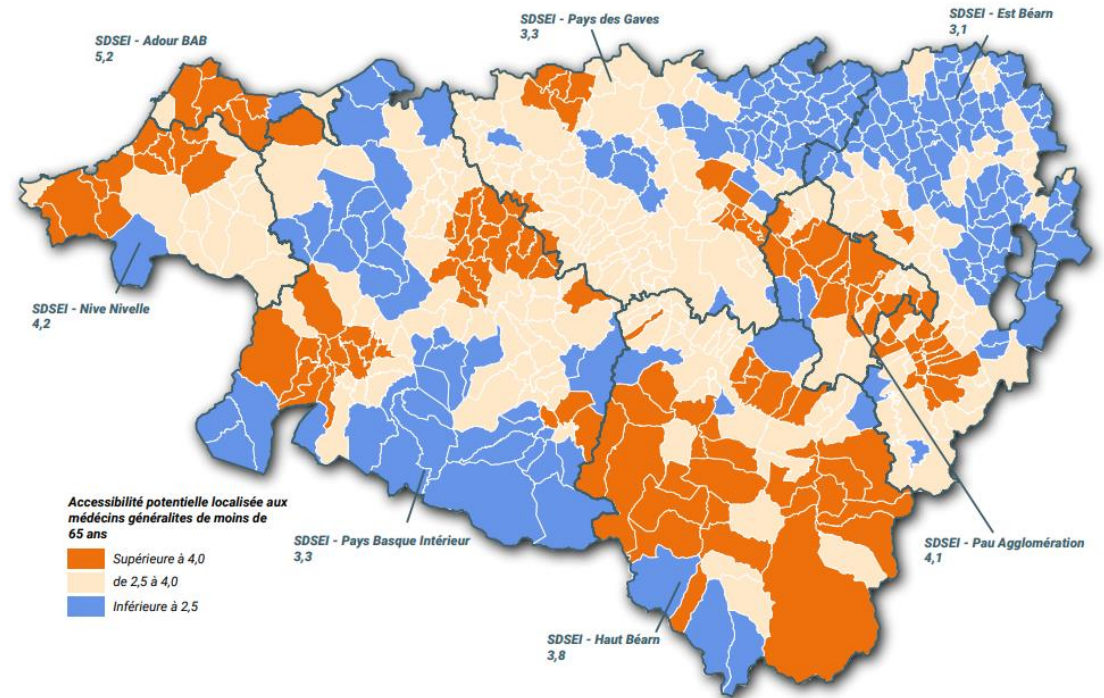 SDSEI - Pays des Gaves
3,3
SDSEI - Est Béarn
3,1
SDSEI - Adour BAB
5,2
SDSEI - Nive Nivelle
4,2
Accessibilité potentielle localisée aux
médécins généralites de moins de
65 ans
Supérieure à 4,0
de 2,5 à 4,0
Inférieure à 2,5
SDSEI - Pays Basque Intérieur
3,3
SDSEI - Pau Agglomération
4,1
SDSEI - Haut Béarn
3,8